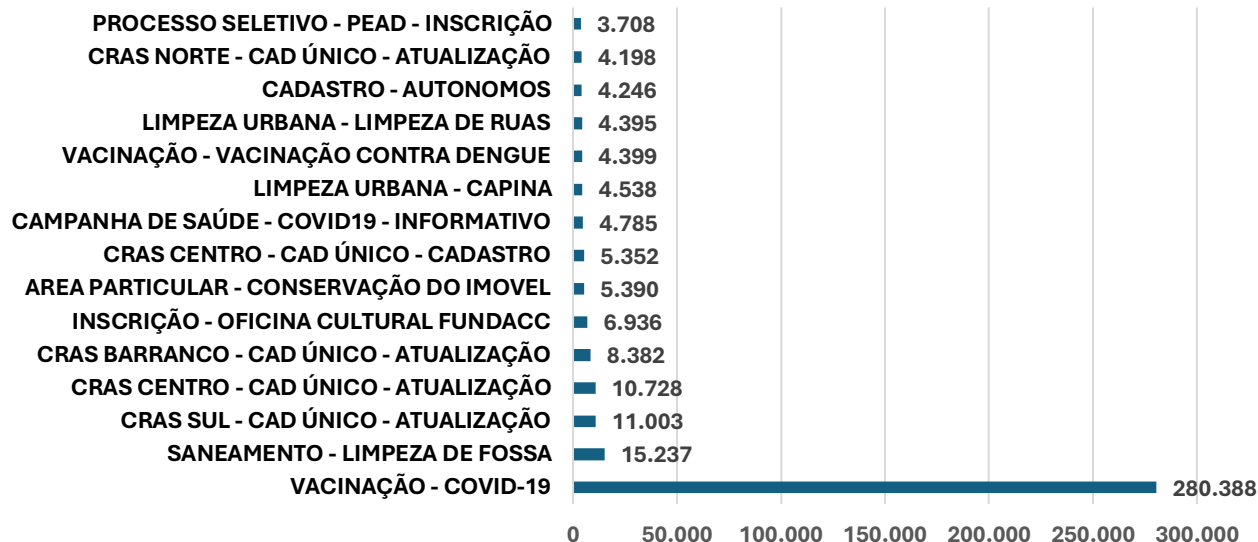 PROCESSO SELETIVO - PEAD - INSCRIÇÃO 3.708
CRAS NORTE - CAD ÚNICO - ATUALIZAÇÃO 4.198
CADASTRO - AUTONOMOS 4.246
LIMPEZA URBANA - LIMPEZA DE RUAS 4.395
VACINAÇÃO - VACINAÇÃO CONTRA DENGUE 4.399
LIMPEZA URBANA - CAPINA 4.538
CAMPANHA DE SAÚDE - COVID19 - INFORMATIVO 4.785
CRAS CENTRO - CAD ÚNICO - CADASTRO 5.352
AREA PARTICULAR - CONSERVAÇÃO DO IMOVEL 5.390
INSCRIÇÃO - OFICINA CULTURAL FUNDACC 6.936
CRAS BARRANCO - CAD ÚNICO - ATUALIZAÇÃO 8.382
CRAS CENTRO - CAD ÚNICO - ATUALIZAÇÃO 10.728
CRAS SUL - CAD ÚNICO - ATUALIZAÇÃO 11.003
SANEAMENTO - LIMPEZA DE FOSSA 15.237
VACINAÇÃO - COVID-19 280.388
0 50.000 100.000 150.000 200.000 250.000 300.000